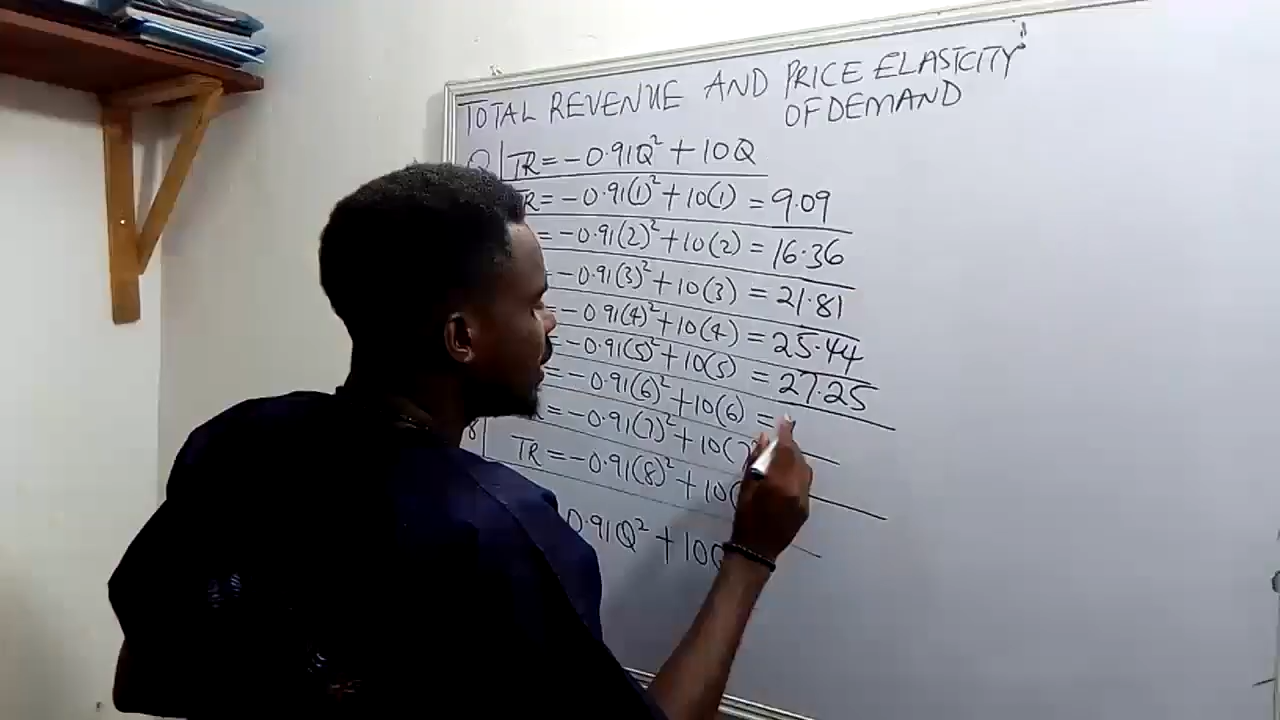 TOTAL REVENUE AND PRICE ELASTCITY
OF DEMAND
Q | TR = -0.91Q² + 10Q
TR = -0.91(1)² + 10(1) = 9.09
= -0.91(2)² + 10(2) = 16.36
= -0.91(3)² + 10(3) = 21.81
= -0.91(4)² + 10(4) = 25.44
= -0.91(5)² + 10(5) = 27.25
= -0.91(6)² + 10(6) =
= -0.91(7)² + 10(7
8 | TR = -0.91(8)² + 10(
0.91Q² + 10Q